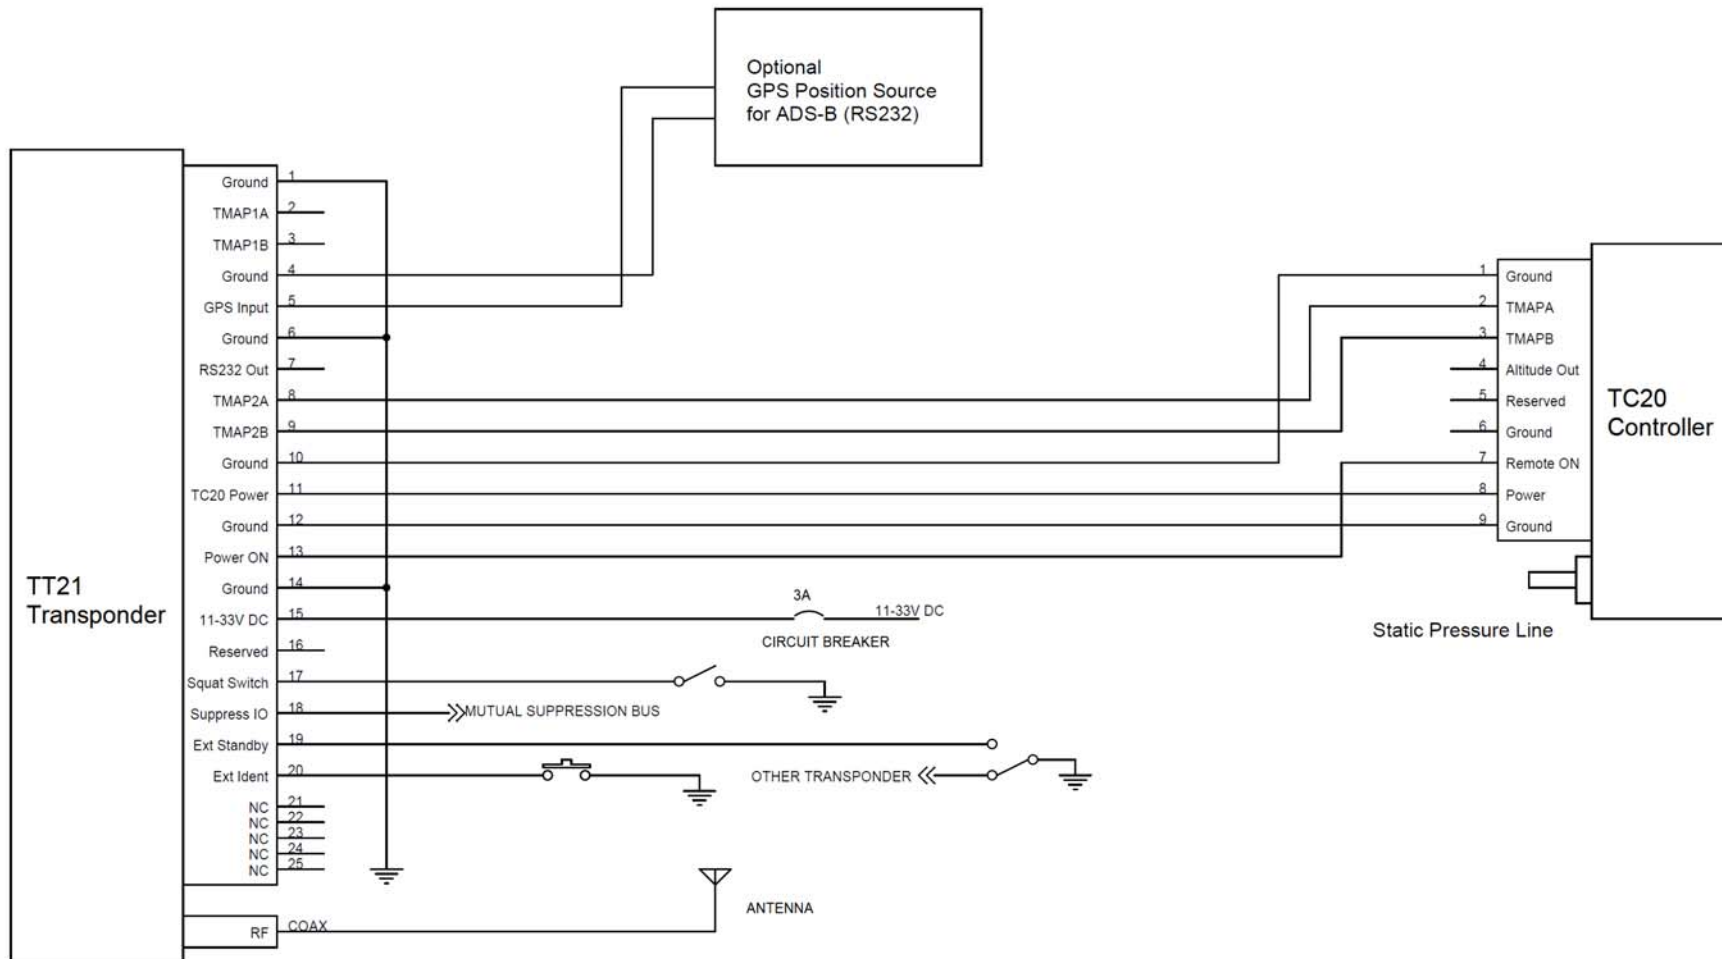 Optional
GPS Position Source
for ADS-B (RS232)
TT21
Transponder
Ground 1
TMAP1A 2
TMAP1B 3
Ground 4
GPS Input 5
Ground 6
RS232 Out 7
TMAP2A 8
TMAP2B 9
Ground 10
TC20 Power 11
Ground 12
Power ON 13
Ground 14
11-33V DC 15
Reserved 16
Squat Switch 17
Suppress IO 18
Ext Standby 19
Ext Ident 20
NC 21
NC 22
NC 23
NC 24
NC 25
RF COAX
3A
11-33V DC
CIRCUIT BREAKER
MUTUAL SUPPRESSION BUS
OTHER TRANSPONDER
ANTENNA
1 Ground
2 TMAPA
3 TMAPB
4 Altitude Out
5 Reserved
6 Ground
7 Remote ON
8 Power
9 Ground
TC20
Controller
Static Pressure Line